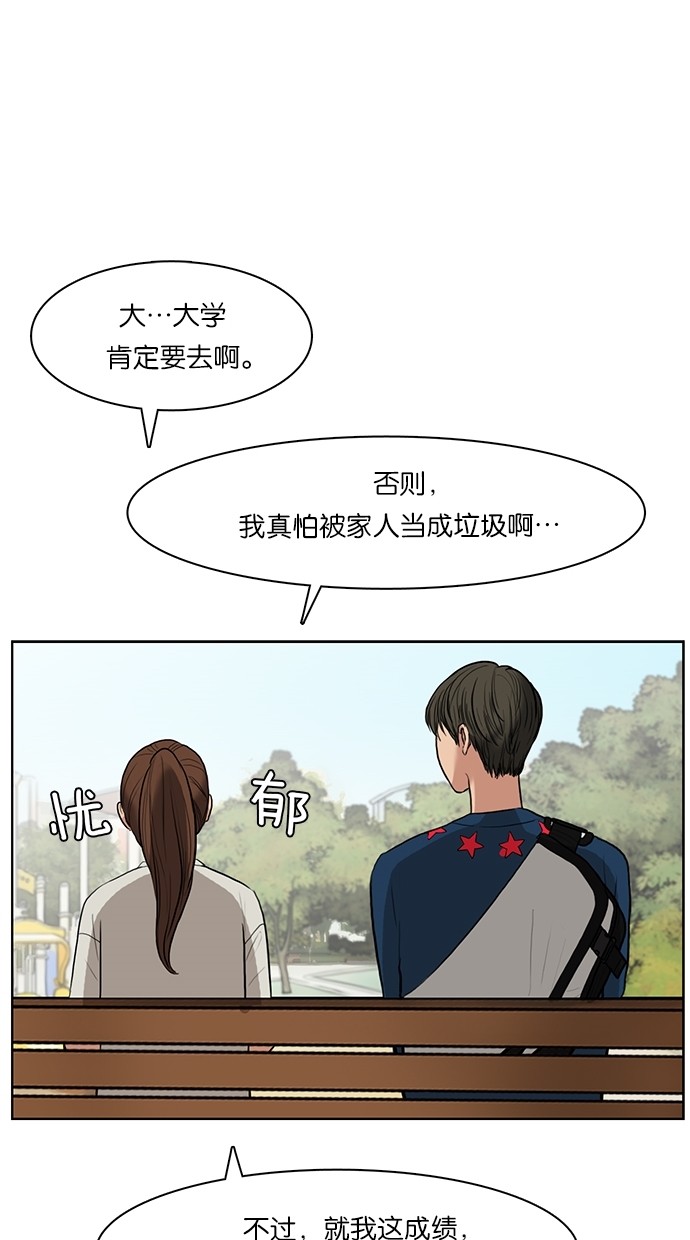 大…大学
肯定要去啊。
否则，
我真怕被家人当成垃圾啊…
忧 郁
不过，就我这成绩，